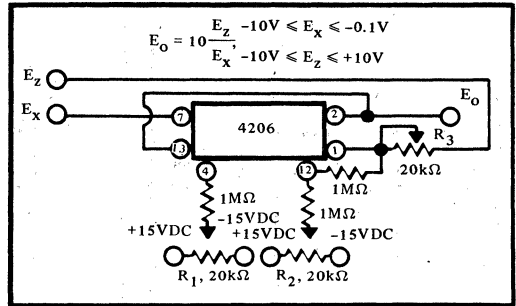 E_o = 10 E_z / E_x, -10V ⩽ E_x ⩽ -0.1V
-10V ⩽ E_z ⩽ +10V
E_z
E_x
E_o
7
2
4206
13
1
R_3
4
12
1MΩ
20kΩ
1MΩ
1MΩ
-15VDC
+15VDC
+15VDC
-15VDC
R_1, 20kΩ
R_2, 20kΩ